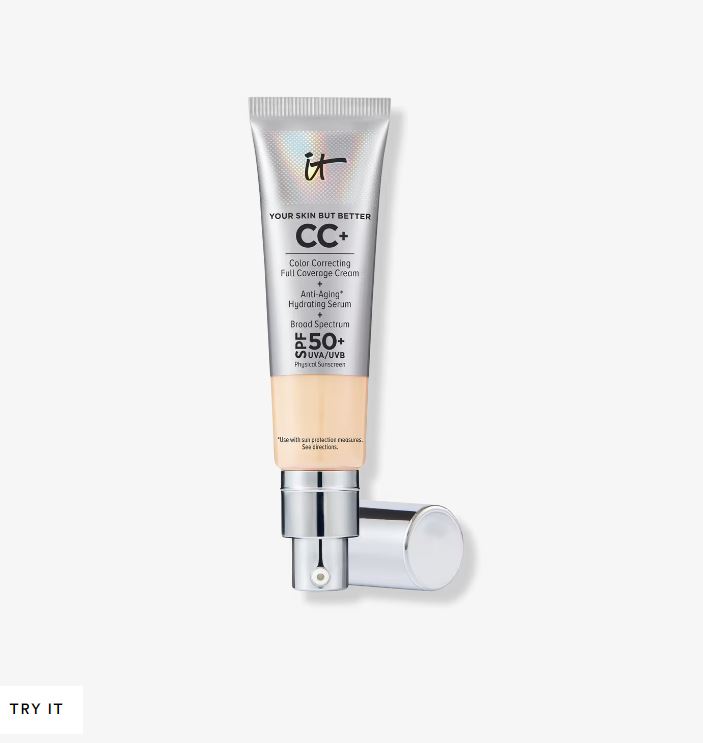 it
YOUR SKIN BUT BETTER
CC+
Color Correcting
Full Coverage Cream
+
Anti-Aging*
Hydrating Serum
+
Broad Spectrum
SPF 50+
UVA/UVB
Physical Sunscreen
*Use with sun protection measures.
See directions.
TRY IT